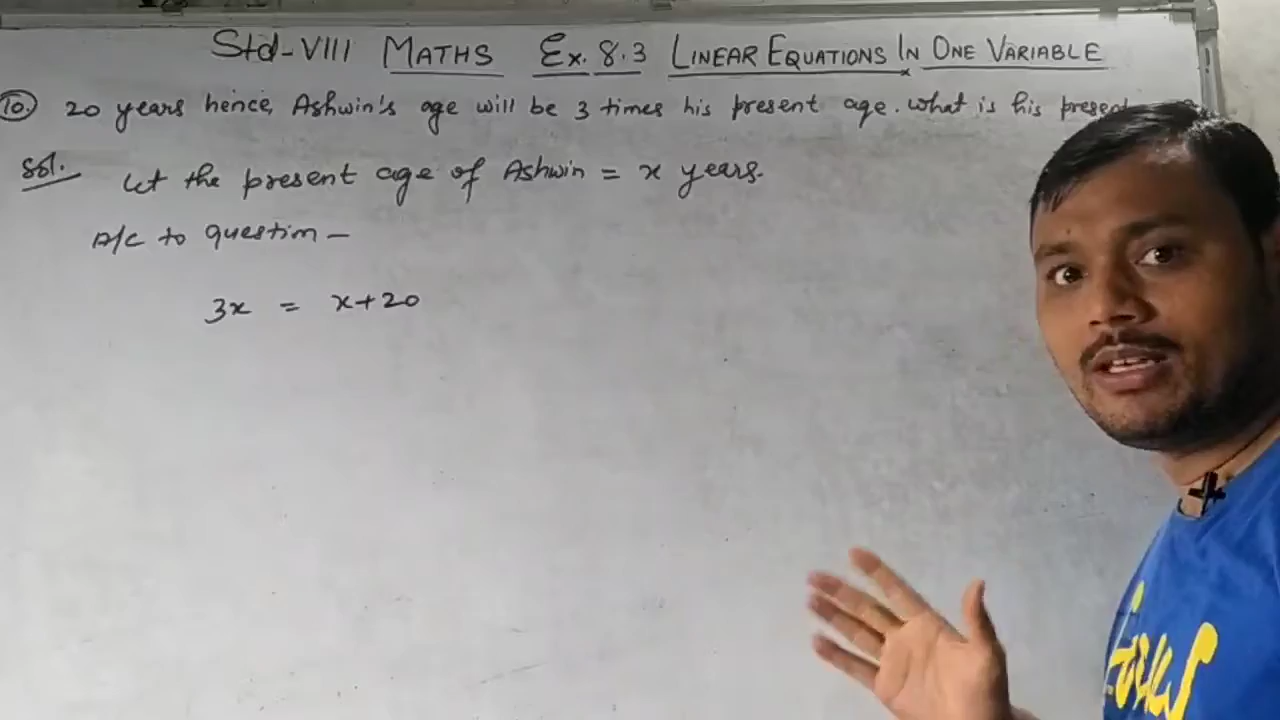 Std-VIII MATHS Ex. 8.3 LINEAR EQUATIONS IN ONE VARIABLE
10 20 years hence, Ashwin's age will be 3 times his present age. what is his present
Sol. Let the present age of Ashwin = x years.
A/C to question —
3x = x+20